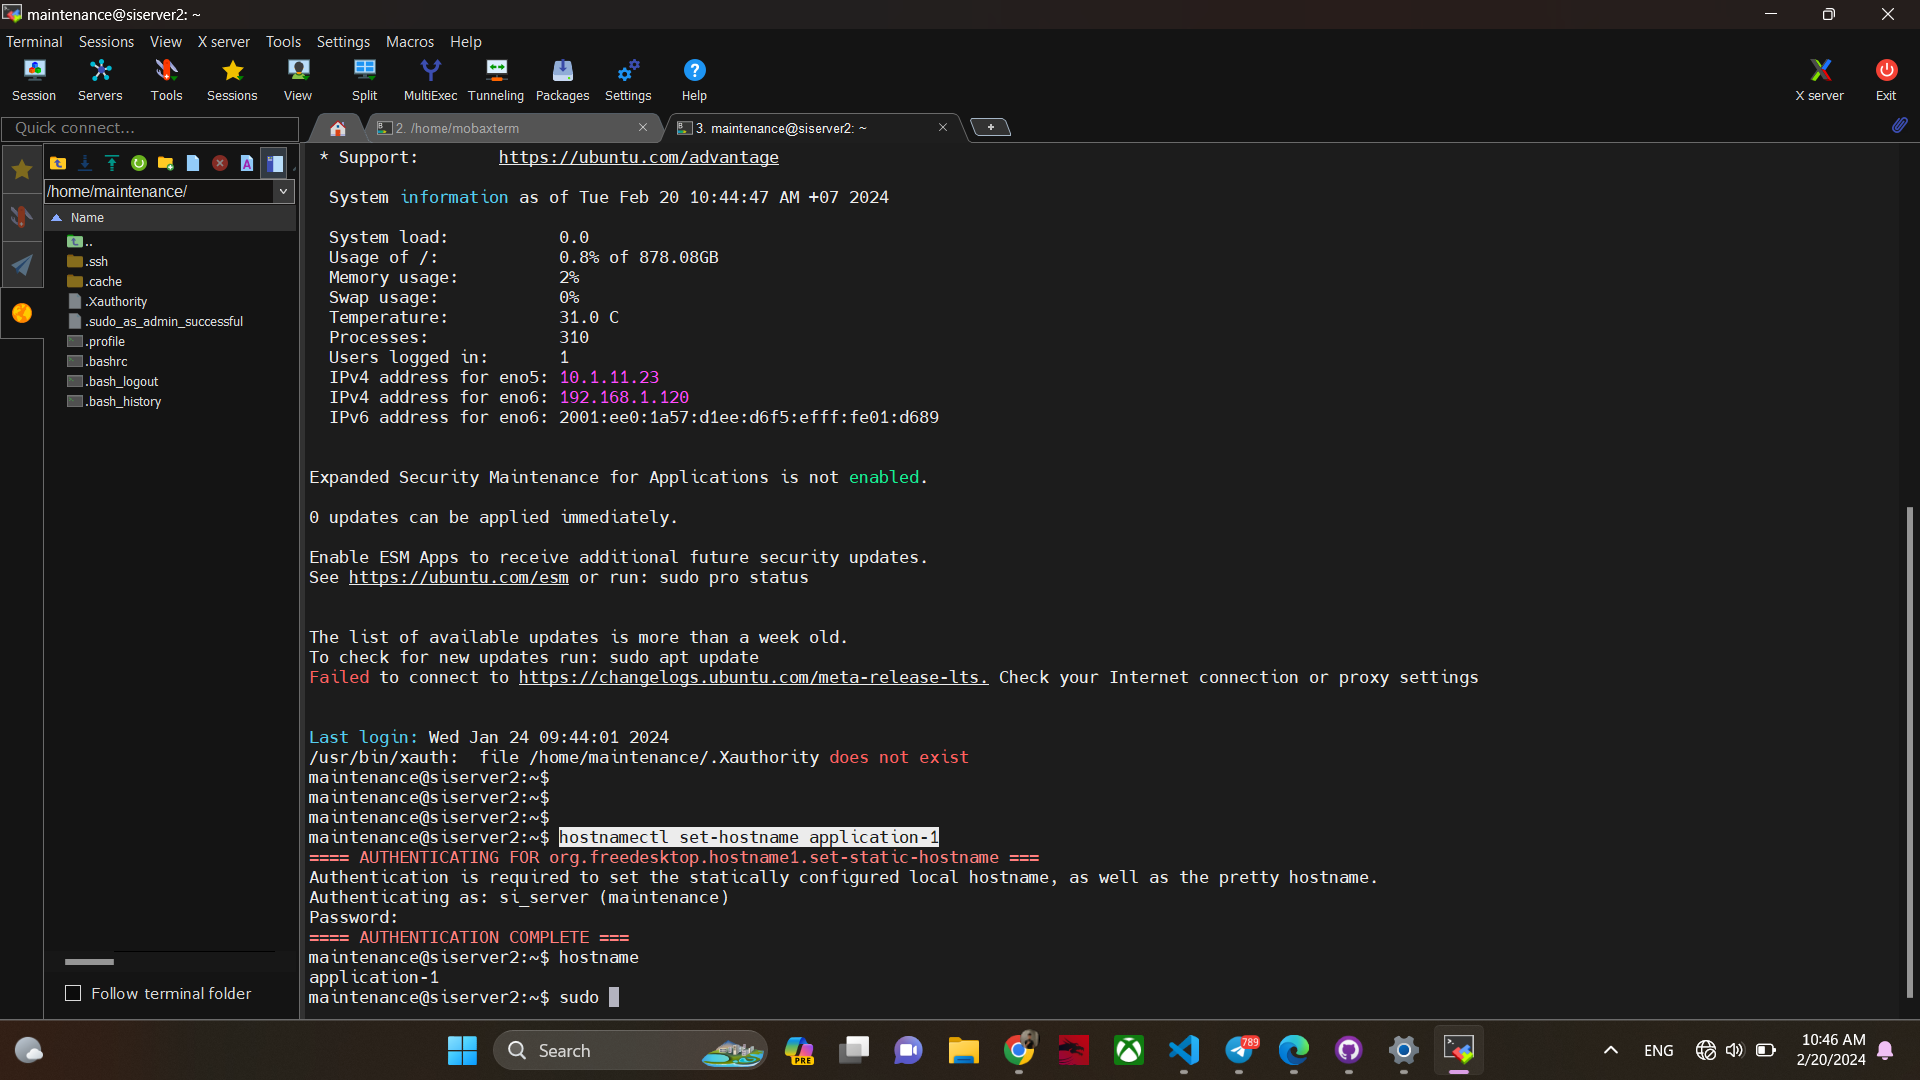 maintenance@siserver2: ~
Terminal Sessions View X server Tools Settings Macros Help
Session Servers Tools Sessions View Split MultiExec Tunneling Packages Settings Help X server Exit
Quick connect...
2. /home/mobaxterm
3. maintenance@siserver2: ~
/home/maintenance/
Name
..
.ssh
.cache
.Xauthority
.sudo_as_admin_successful
.profile
.bashrc
.bash_logout
.bash_history
Follow terminal folder
* Support: https://ubuntu.com/advantage
System information as of Tue Feb 20 10:44:47 AM +07 2024
System load: 0.0
Usage of /: 0.8% of 878.08GB
Memory usage: 2%
Swap usage: 0%
Temperature: 31.0 C
Processes: 310
Users logged in: 1
IPv4 address for eno5: 10.1.11.23
IPv4 address for eno6: 192.168.1.120
IPv6 address for eno6: 2001:ee0:1a57:d1ee:d6f5:efff:fe01:d689
Expanded Security Maintenance for Applications is not enabled.
0 updates can be applied immediately.
Enable ESM Apps to receive additional future security updates.
See https://ubuntu.com/esm or run: sudo pro status
The list of available updates is more than a week old.
To check for new updates run: sudo apt update
Failed to connect to https://changelogs.ubuntu.com/meta-release-lts. Check your Internet connection or proxy settings
Last login: Wed Jan 24 09:44:01 2024
/usr/bin/xauth:  file /home/maintenance/.Xauthority does not exist
maintenance@siserver2:~$
maintenance@siserver2:~$
maintenance@siserver2:~$
maintenance@siserver2:~$ hostnamectl set-hostname application-1
==== AUTHENTICATING FOR org.freedesktop.hostname1.set-static-hostname ===
Authentication is required to set the statically configured local hostname, as well as the pretty hostname.
Authenticating as: si_server (maintenance)
Password:
==== AUTHENTICATION COMPLETE ===
maintenance@siserver2:~$ hostname
application-1
maintenance@siserver2:~$ sudo
Search
PRE
789
ENG
10:46 AM
2/20/2024